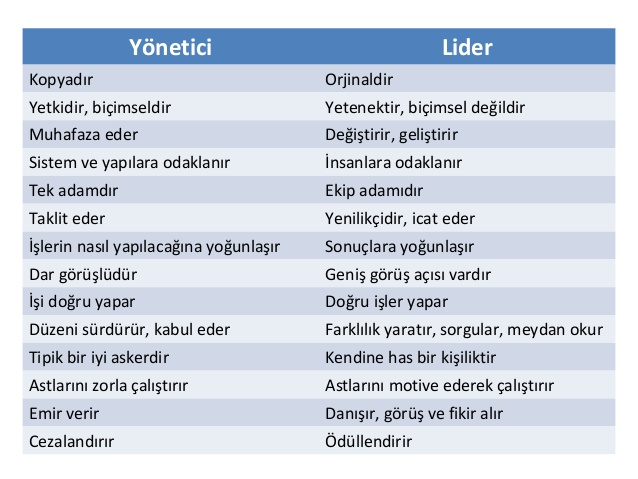 Yönetici Lider
Kopyadır Orjinaldir
Yetkidir, biçimseldir Yetenektir, biçimsel değildir
Muhafaza eder Değiştirir, geliştirir
Sistem ve yapılara odaklanır İnsanlara odaklanır
Tek adamdır Ekip adamıdır
Taklit eder Yenilikçidir, icat eder
İşlerin nasıl yapılacağına yoğunlaşır Sonuçlara yoğunlaşır
Dar görüşlüdür Geniş görüş açısı vardır
İşi doğru yapar Doğru işler yapar
Düzeni sürdürür, kabul eder Farklılık yaratır, sorgular, meydan okur
Tipik bir iyi askerdir Kendine has bir kişiliktir
Astlarını zorla çalıştırır Astlarını motive ederek çalıştırır
Emir verir Danışır, görüş ve fikir alır
Cezalandırır Ödüllendirir